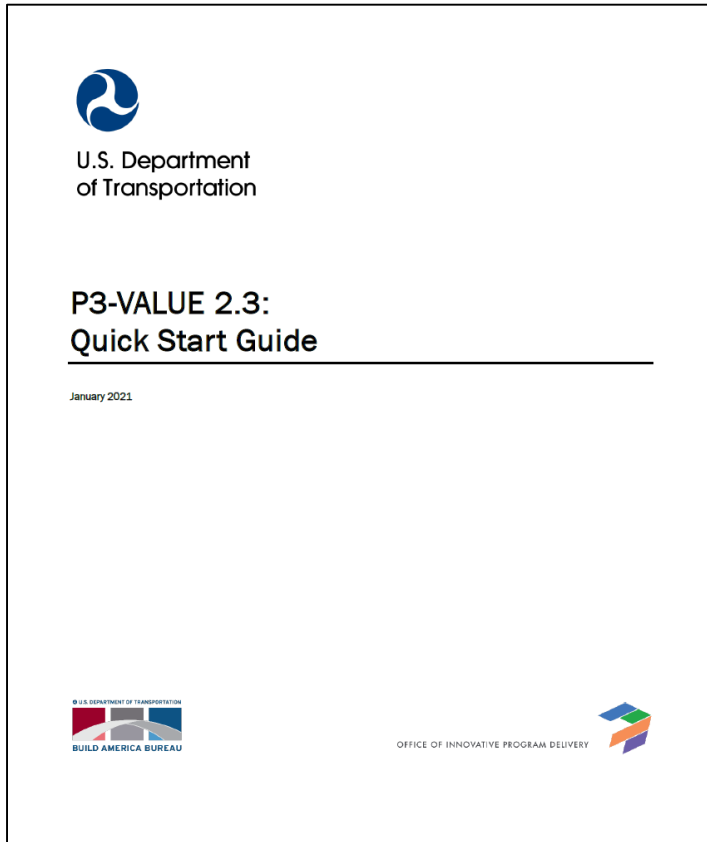 U.S. Department
of Transportation
P3-VALUE 2.3:
Quick Start Guide
January 2021
U.S. DEPARTMENT OF TRANSPORTATION
BUILD AMERICA BUREAU
OFFICE OF INNOVATIVE PROGRAM DELIVERY